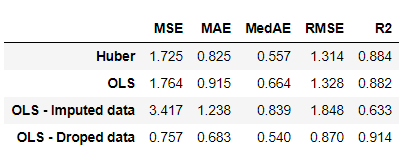 MSE MAE MedAE RMSE R2
Huber 1.725 0.825 0.557 1.314 0.884
OLS 1.764 0.915 0.664 1.328 0.882
OLS - Imputed data 3.417 1.238 0.839 1.848 0.633
OLS - Droped data 0.757 0.683 0.540 0.870 0.914